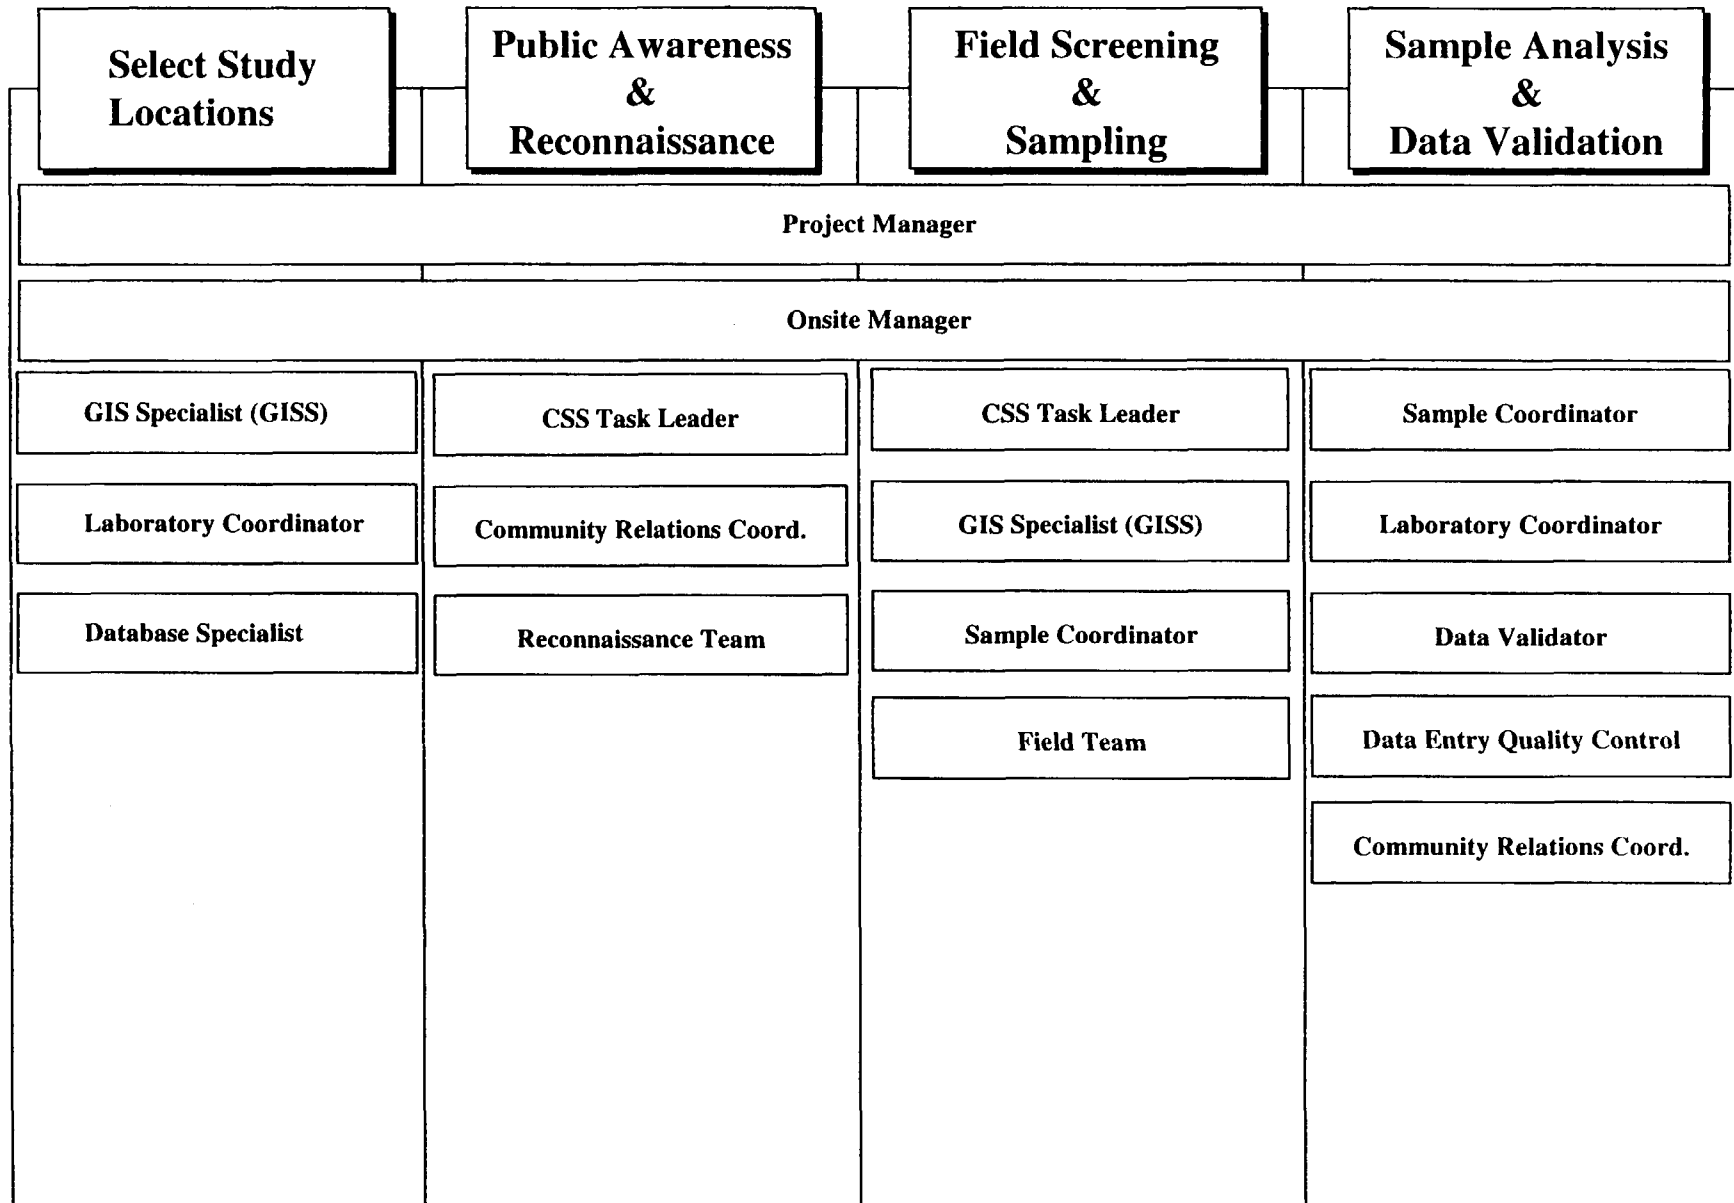 Select Study
Locations
Public Awareness
&
Reconnaissance
Field Screening
&
Sampling
Sample Analysis
&
Data Validation
Project Manager
Onsite Manager
GIS Specialist (GISS)
Laboratory Coordinator
Database Specialist
CSS Task Leader
Community Relations Coord.
Reconnaissance Team
CSS Task Leader
GIS Specialist (GISS)
Sample Coordinator
Field Team
Sample Coordinator
Laboratory Coordinator
Data Validator
Data Entry Quality Control
Community Relations Coord.